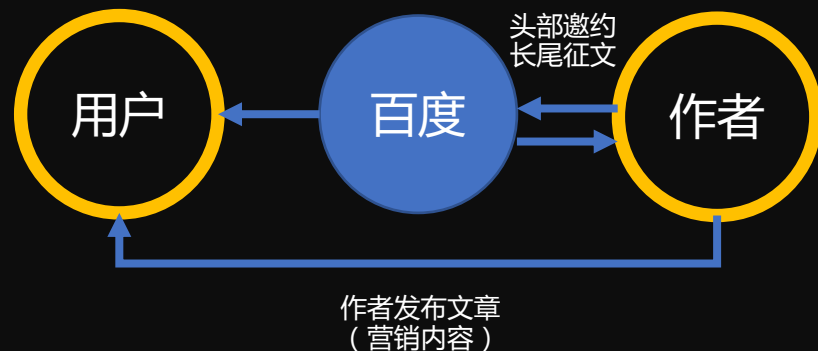 头部邀约
长尾征文
用户
百度
作者
作者发布文章
（营销内容）